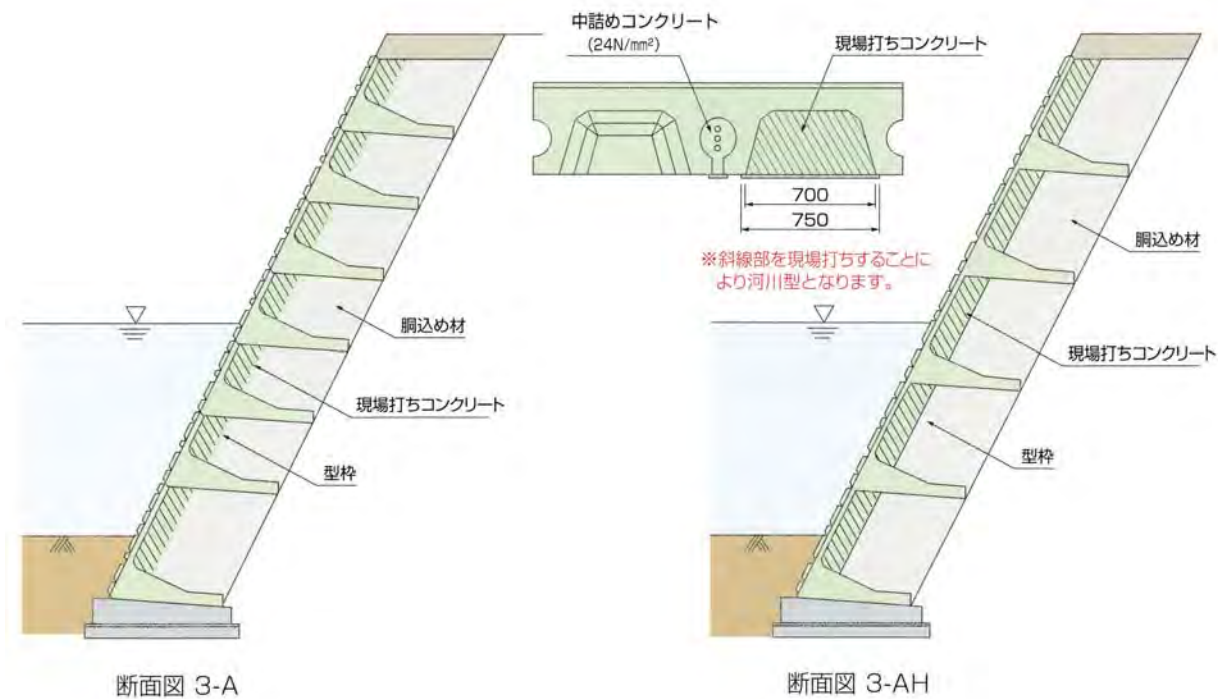 中詰めコンクリート
(24N/mm²)
現場打ちコンクリート
700
750
※斜線部を現場打ちすることに
より河川型となります。
胴込め材
現場打ちコンクリート
型枠
断面図 3-A
胴込め材
現場打ちコンクリート
型枠
断面図 3-AH